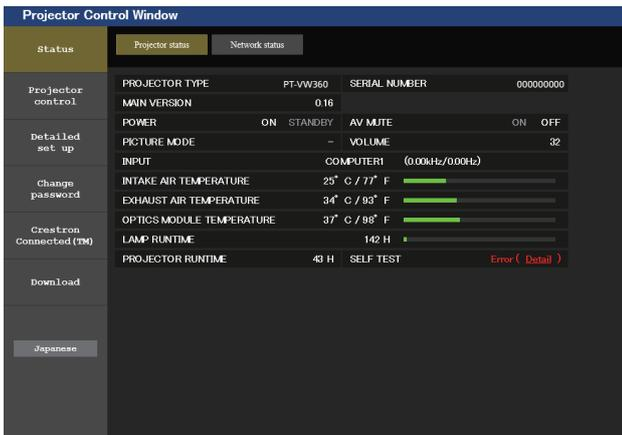 Projector Control Window
Status
Projector control
Detailed set up
Change password
Crestron Connected(TM)
Download
Japanese
Projector status Network status
PROJECTOR TYPE PT-VW360 SERIAL NUMBER 000000000
MAIN VERSION 0.16
POWER ON STANDBY AV MUTE ON OFF
PICTURE MODE – VOLUME 32
INPUT COMPUTER1 (0.00kHz/0.00Hz)
INTAKE AIR TEMPERATURE 25° C / 77° F
EXHAUST AIR TEMPERATURE 34° C / 93° F
OPTICS MODULE TEMPERATURE 37° C / 98° F
LAMP RUNTIME 142 H
PROJECTOR RUNTIME 43 H SELF TEST Error ( Detail )